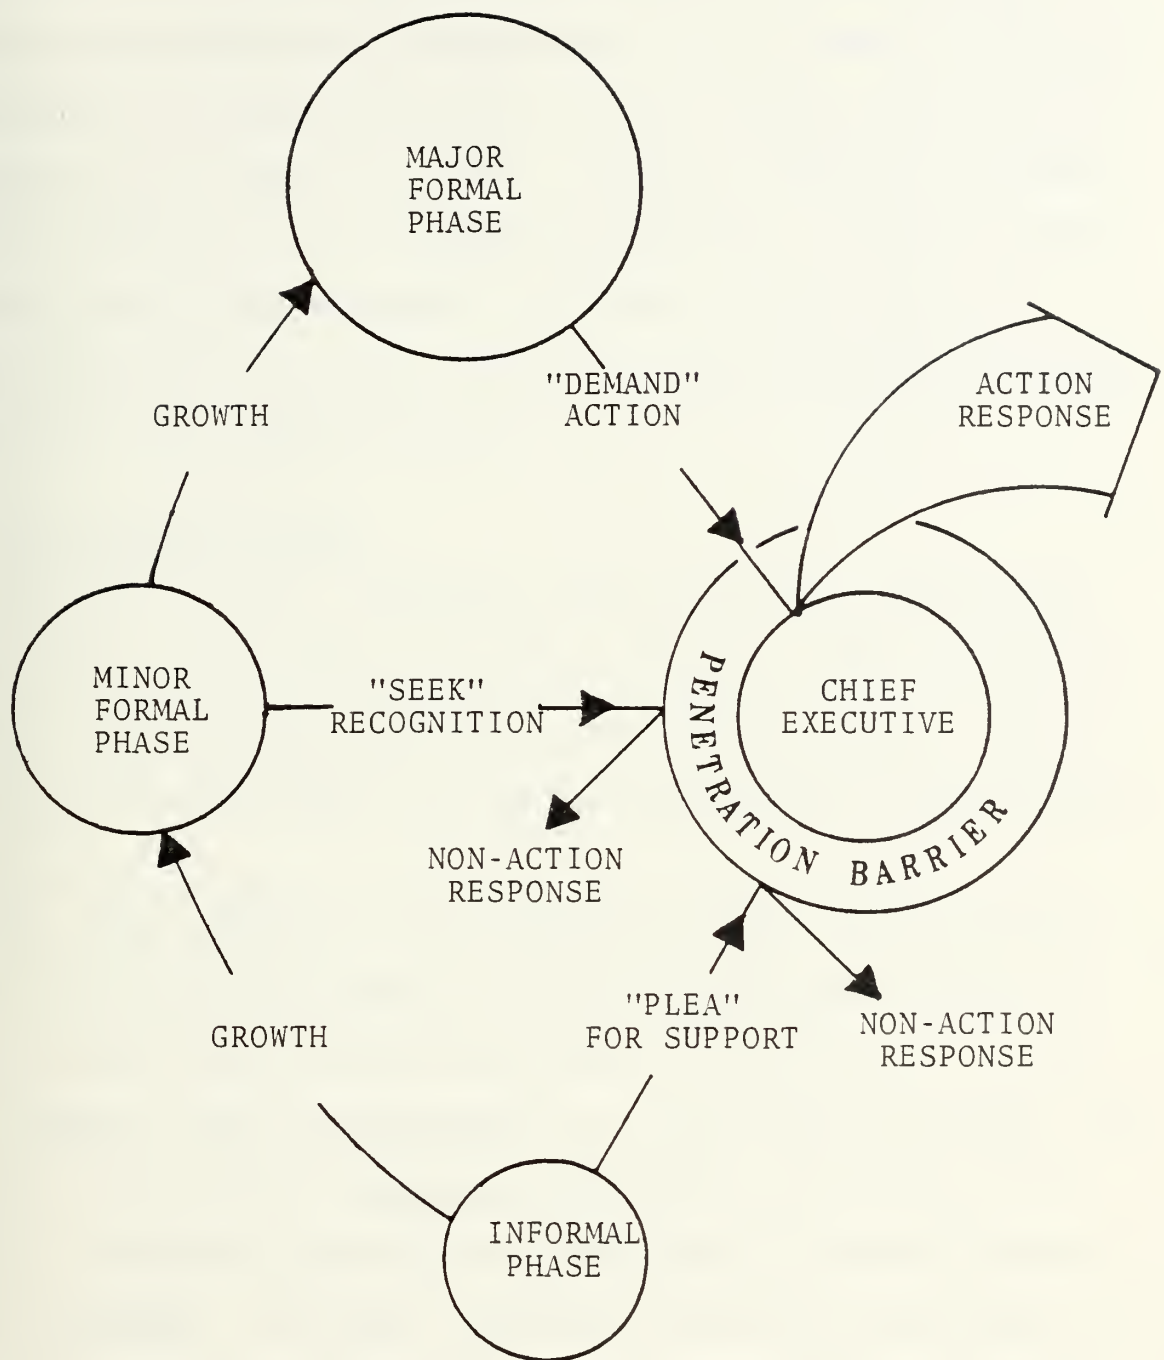 MAJOR
FORMAL
PHASE
"DEMAND"
ACTION
GROWTH
ACTION
RESPONSE
MINOR
FORMAL
PHASE
"SEEK"
RECOGNITION
PENETRATION BARRIER
CHIEF
EXECUTIVE
NON-ACTION
RESPONSE
GROWTH
"PLEA"
FOR SUPPORT
NON-ACTION
RESPONSE
INFORMAL
PHASE